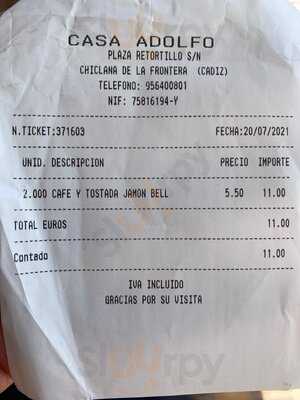 CASA ADOLFO
PLAZA RETORTILLO S/N
CHICLANA DE LA FRONTERA (CADIZ)
TELEFONO: 956400801
NIF: 75816194-Y
N.TICKET:371603 FECHA:20/07/2021
UNID. DESCRIPCION PRECIO IMPORTE
2.000 CAFE Y TOSTADA JAMON BELL 5.50 11.00
TOTAL EUROS 11.00
Contado 11.00
IVA INCLUIDO
GRACIAS POR SU VISITA
Sluurpy